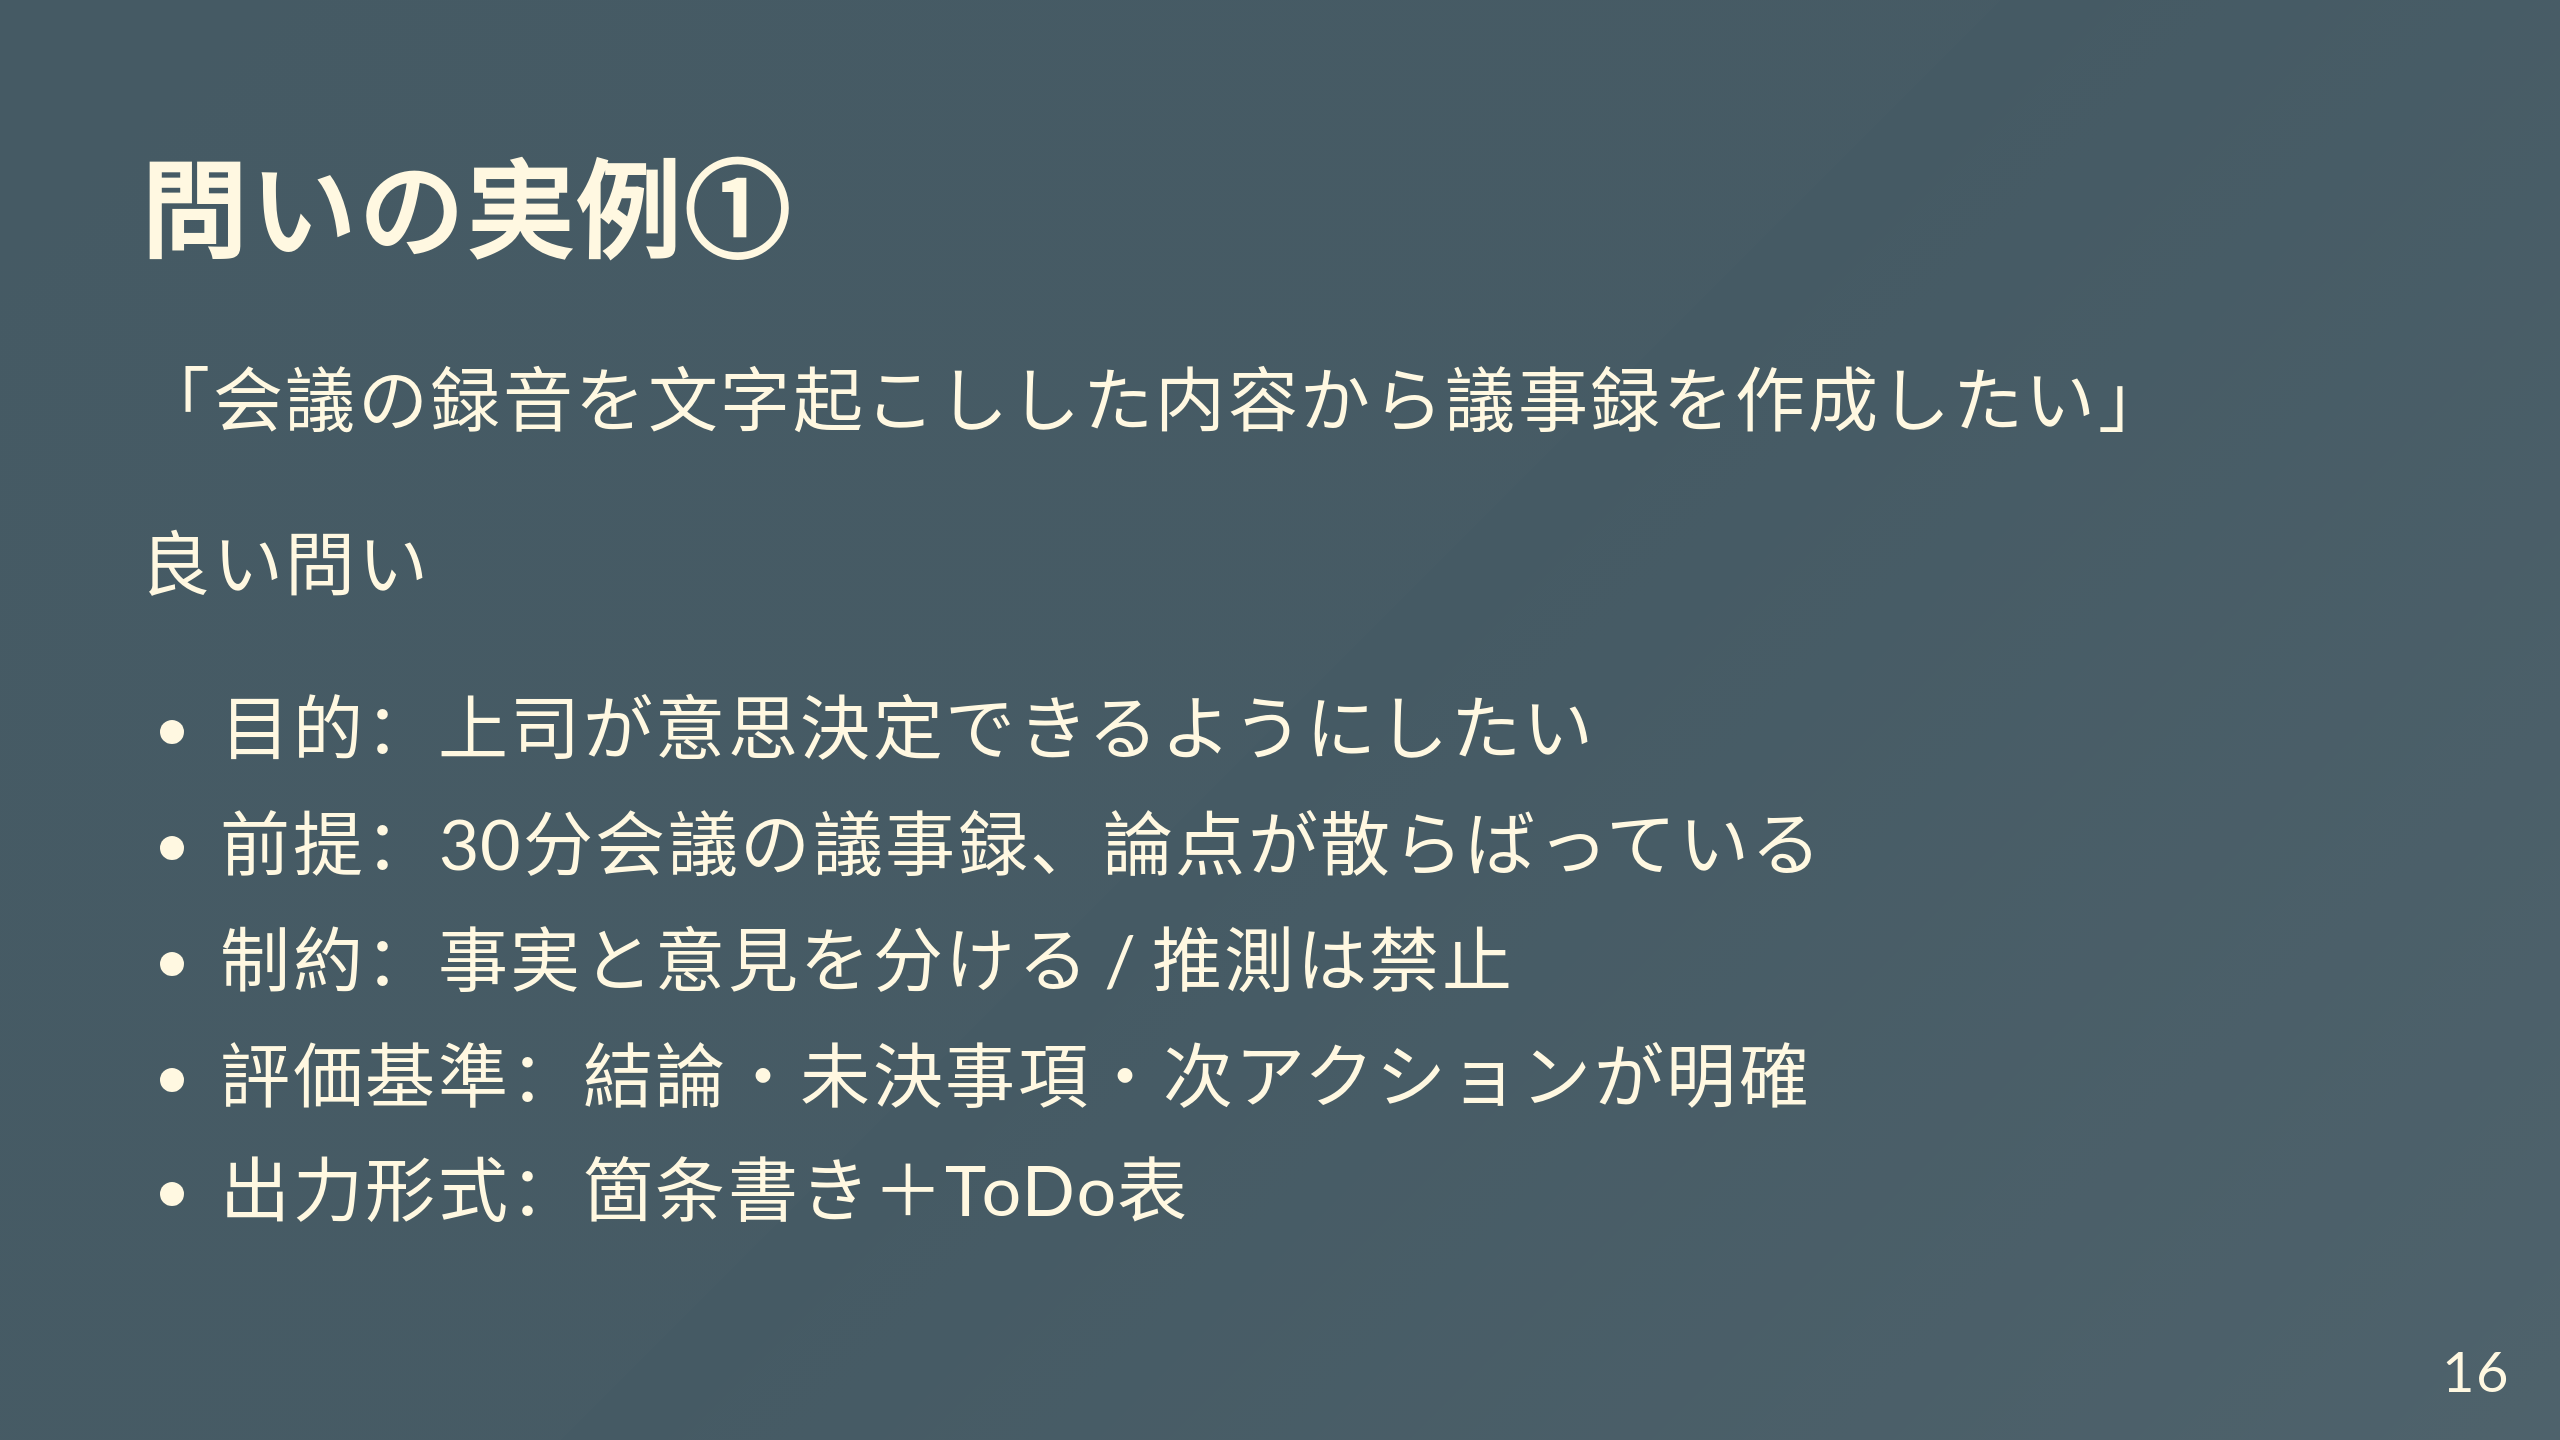 問いの実例①
「会議の録音を文字起こしした内容から議事録を作成したい」
良い問い
• 目的：上司が意思決定できるようにしたい
• 前提：30分会議の議事録、論点が散らばっている
• 制約：事実と意見を分ける / 推測は禁止
• 評価基準：結論・未決事項・次アクションが明確
• 出力形式：箇条書き＋ToDo表
16